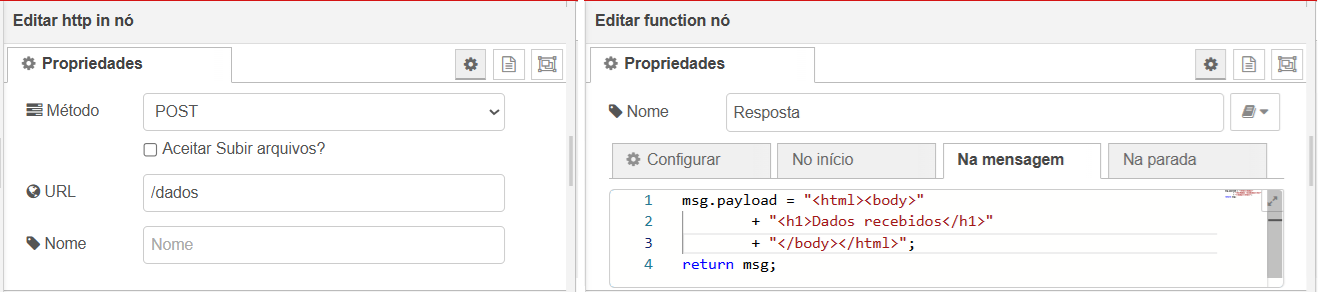 Editar http in nó
Propriedades
Método
POST
Aceitar Subir arquivos?
URL
/dados
Nome
Nome
Editar function nó
Propriedades
Nome
Resposta
Configurar
No início
Na mensagem
Na parada
1 msg.payload = "<html><body>"
2 + "<h1>Dados recebidos</h1>"
3 + "</body></html>";
4 return msg;